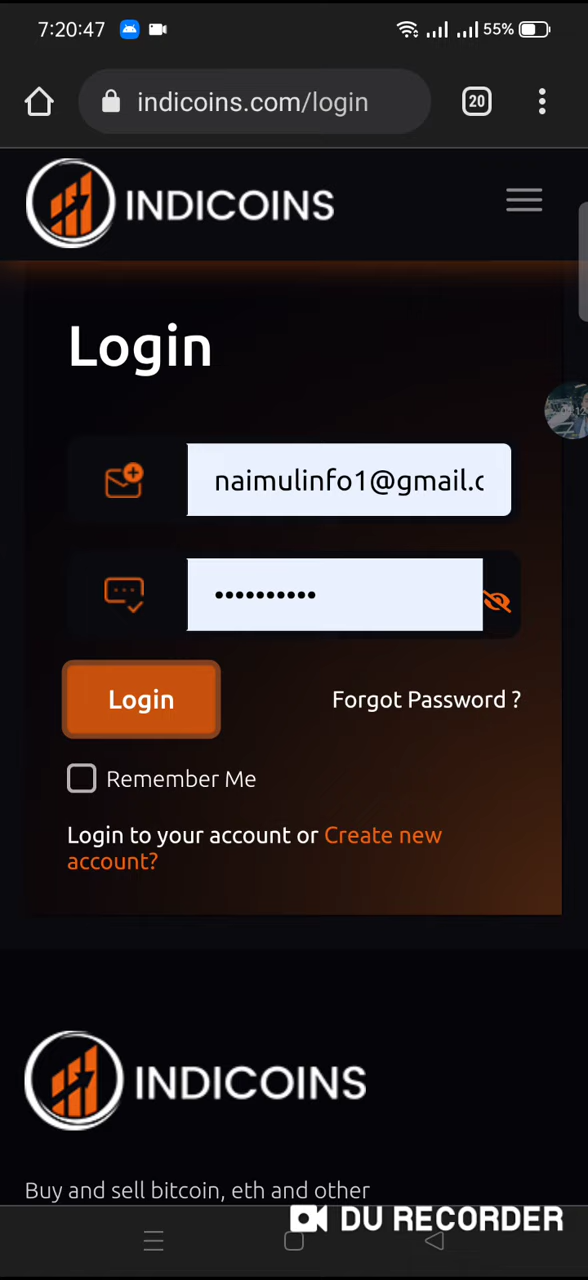 7:20:47 55%
indicoins.com/login 20
INDICOINS
Login
naimulinfo1@gmail.c
••••••••••
Login Forgot Password ?
Remember Me
Login to your account or Create new
account?
INDICOINS
Buy and sell bitcoin, eth and other
DU RECORDER